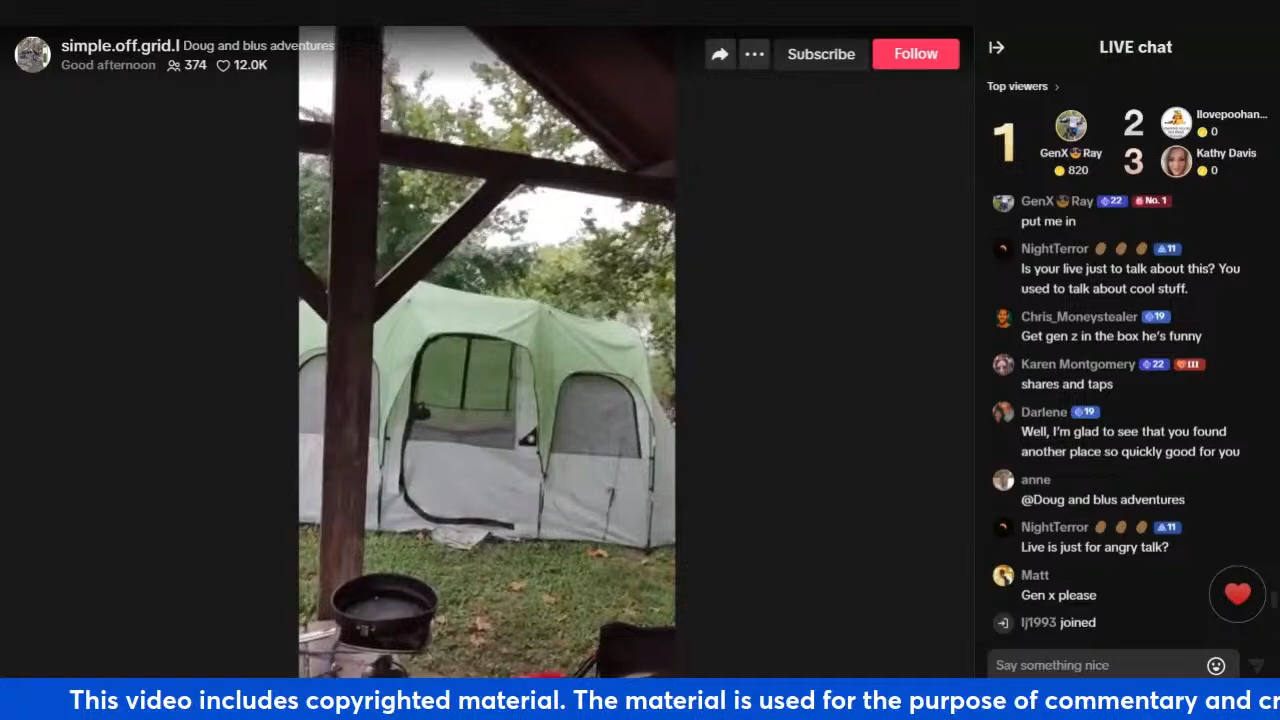 simple.off.grid.l Doug and blus adventures
Good afternoon 374 12.0K
Subscribe
Follow
LIVE chat
Top viewers
1
GenX Ray
820
2
Ilovepoohan...
0
3
Kathy Davis
0
GenX Ray 22 No. 1
put me in
NightTerror 11
Is your live just to talk about this? You
used to talk about cool stuff.
Chris_Moneystealer 19
Get gen z in the box he's funny
Karen Montgomery 22 III
shares and taps
Darlene 19
Well, I'm glad to see that you found
another place so quickly good for you
anne
@Doug and blus adventures
NightTerror 11
Live is just for angry talk?
Matt
Gen x please
lj1993 joined
Say something nice
This video includes copyrighted material. The material is used for the purpose of commentary and cr